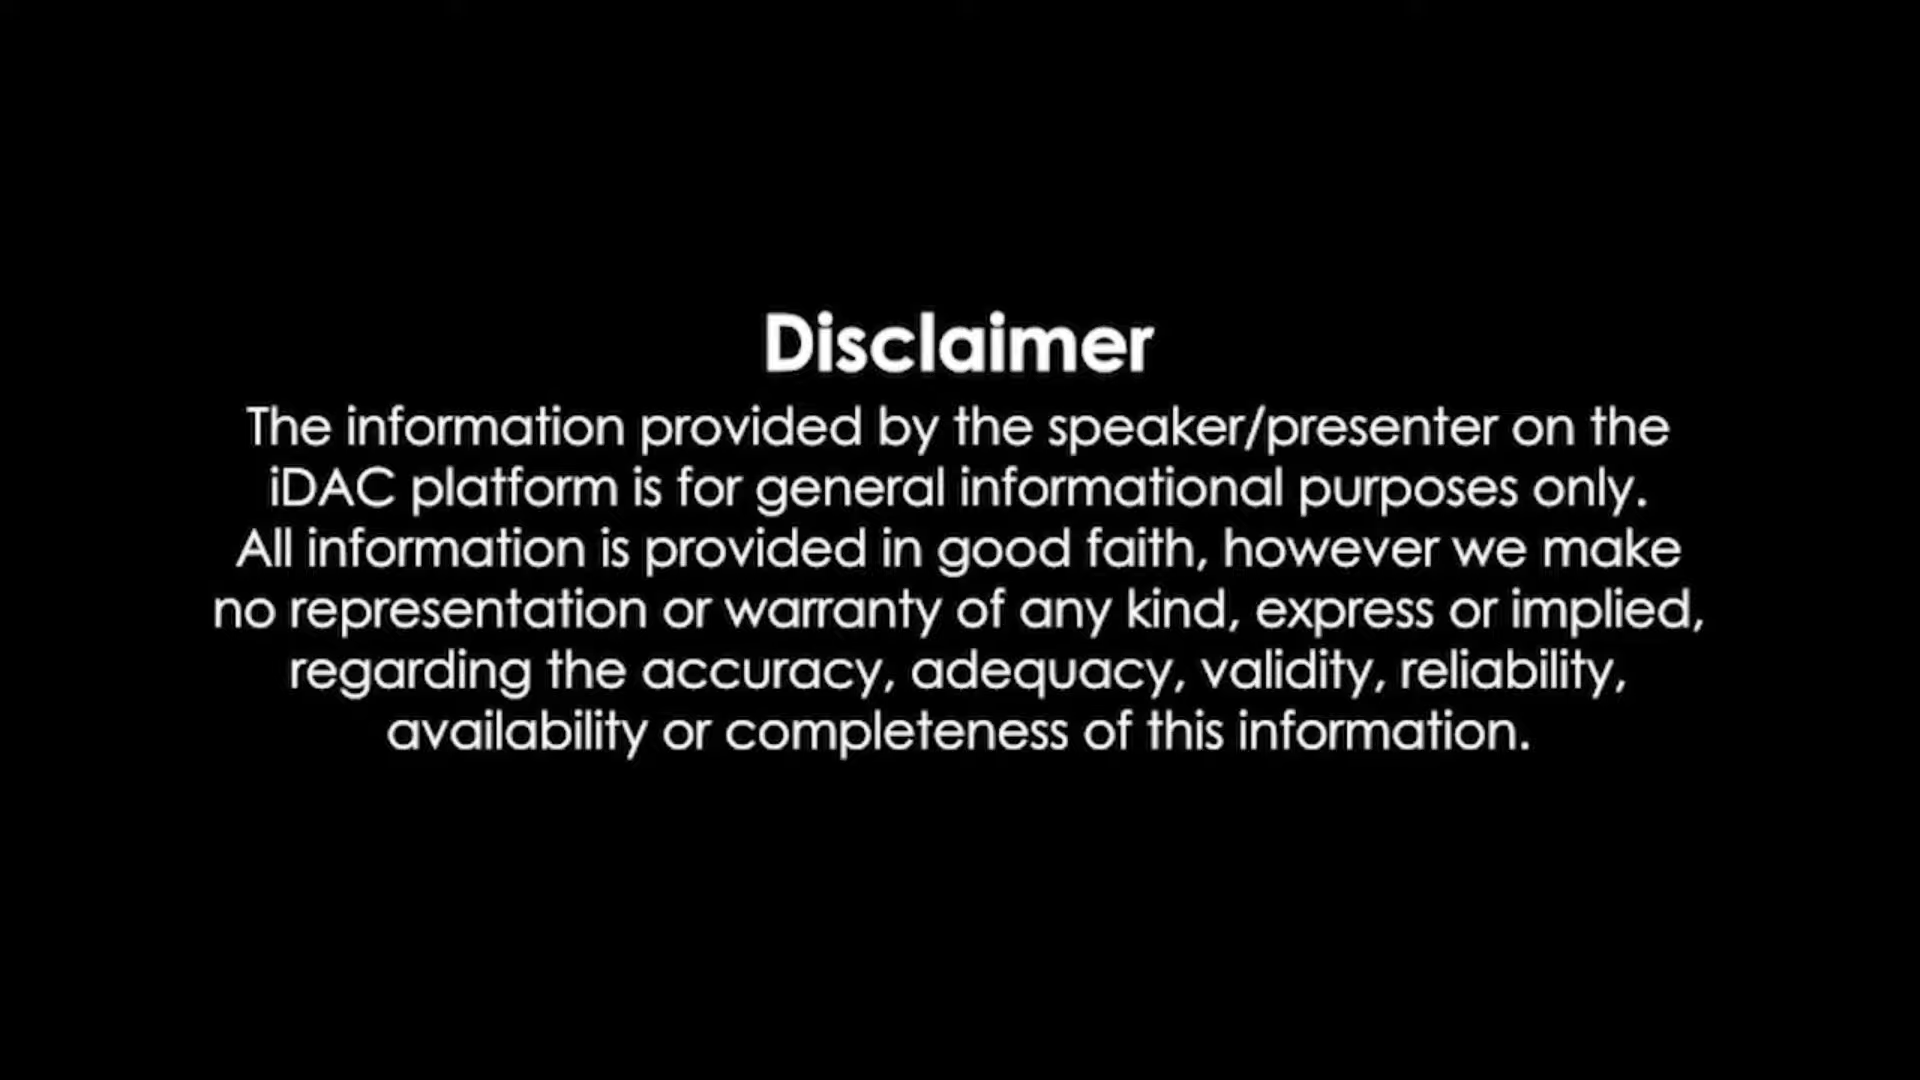 Disclaimer
The information provided by the speaker/presenter on the
iDAC platform is for general informational purposes only.
All information is provided in good faith, however we make
no representation or warranty of any kind, express or implied,
regarding the accuracy, adequacy, validity, reliability,
availability or completeness of this information.